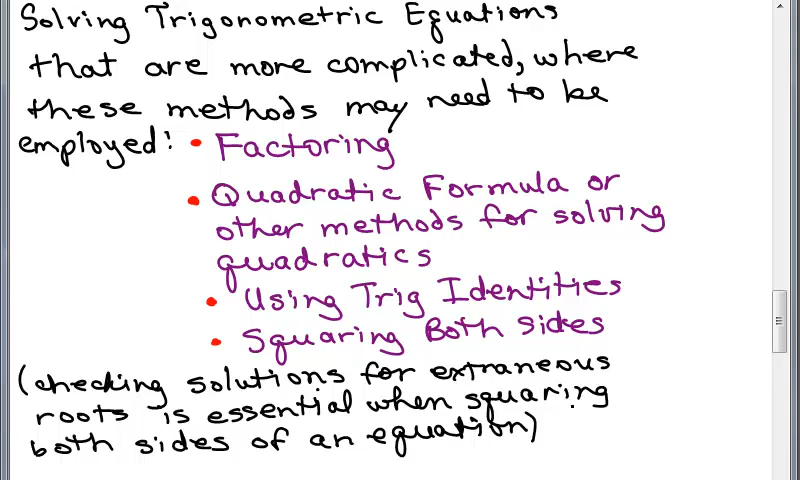 Solving Trigonometric Equations
that are more complicated, where
these methods may need to be
employed: • Factoring
• Quadratic Formula or
other methods for solving
quadratics
• Using Trig Identities
• Squaring Both Sides
(checking solutions for extraneous
roots is essential when squaring
both sides of an equation)